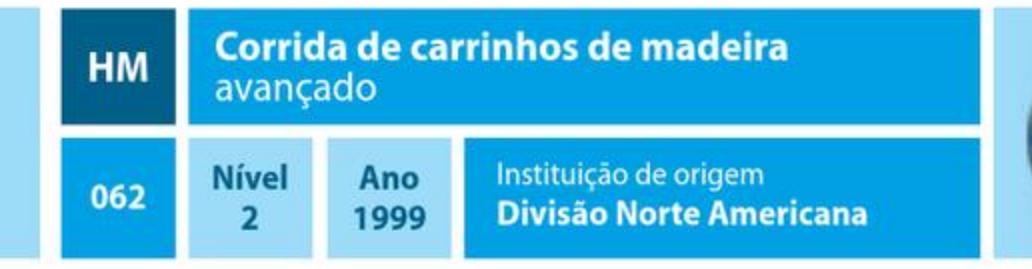 HM
Corrida de carrinhos de madeira
avançado
062
Nível
2
Ano
1999
Instituição de origem
Divisão Norte Americana